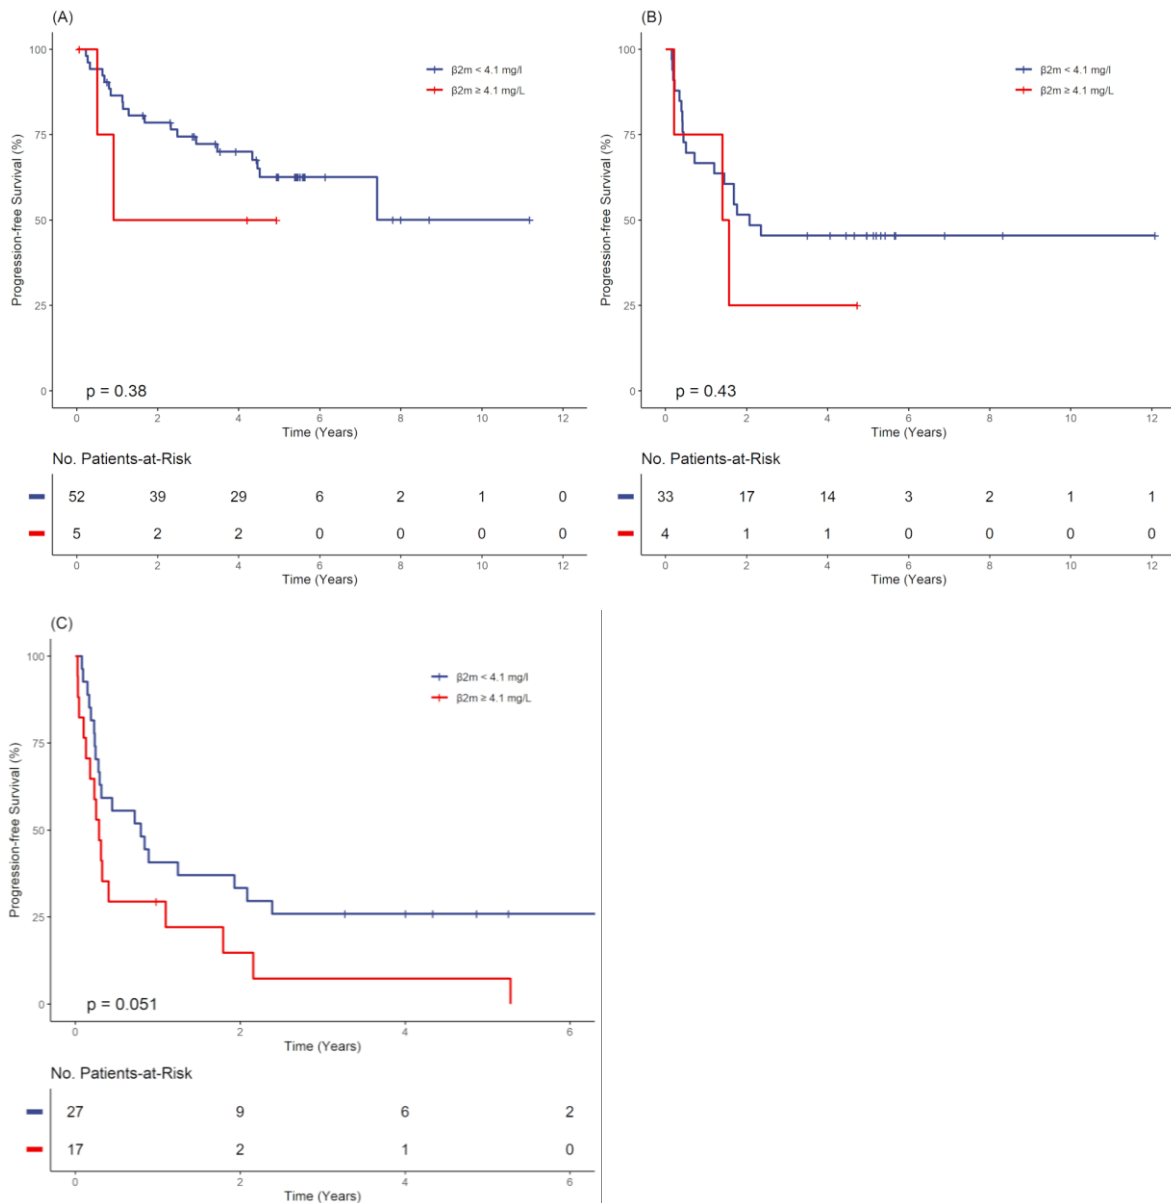 (A)
100
75
50
25
0
Progression-free Survival (%)
β2m < 4.1 mg/l
β2m ≥ 4.1 mg/L
p = 0.38
0 2 4 6 8 10 12
Time (Years)
No. Patients-at-Risk
52 39 29 6 2 1 0
5 2 2 0 0 0 0
0 2 4 6 8 10 12
Time (Years)
(B)
100
75
50
25
0
Progression-free Survival (%)
β2m < 4.1 mg/l
β2m ≥ 4.1 mg/L
p = 0.43
0 2 4 6 8 10 12
Time (Years)
No. Patients-at-Risk
33 17 14 3 2 1 1
4 1 1 0 0 0 0
0 2 4 6 8 10 12
Time (Years)
(C)
100
75
50
25
0
Progression-free Survival (%)
β2m < 4.1 mg/l
β2m ≥ 4.1 mg/L
p = 0.051
0 2 4 6
Time (Years)
No. Patients-at-Risk
27 9 6 2
17 2 1 0
0 2 4 6
Time (Years)